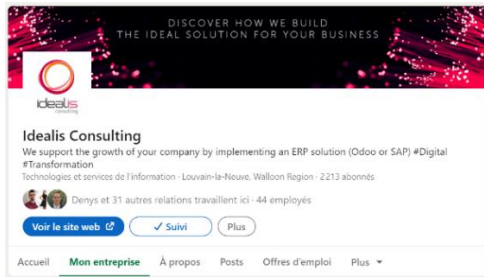 DISCOVER HOW WE BUILD
THE IDEAL SOLUTION FOR YOUR BUSINESS
idealis
consulting
Idealis Consulting
We support the growth of your company by implementing an ERP solution (Odoo or SAP) #Digital
#Transformation
Technologies et services de l'information · Louvain-la-Neuve, Walloon Region · 2213 abonnés
Denys et 31 autres relations travaillent ici · 44 employés
Voir le site web ✓ Suivi Plus
Accueil Mon entreprise À propos Posts Offres d'emploi Plus